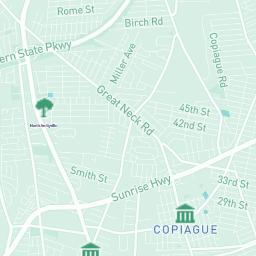 Rome St
Birch Rd
ern State Pkwy
Miller Ave
Copiague Rd
Great Neck Rd
45th St
42nd St
Smith St
Sunrise Hwy
33rd St
29th St
COPIAGUE